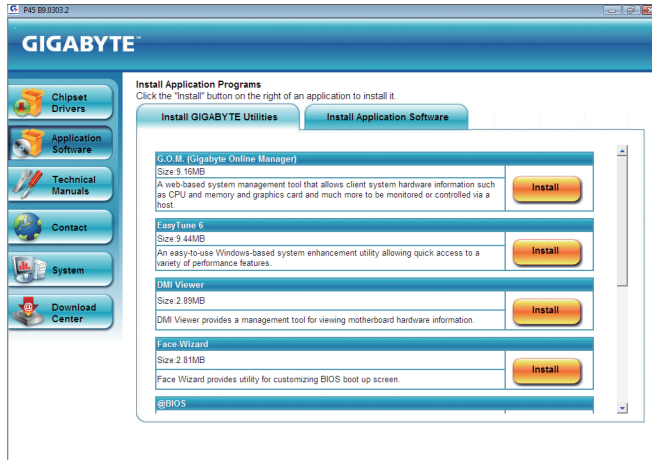 P45 B9.0303.2
GIGABYTE™
Chipset
Drivers
Application
Software
Technical
Manuals
Contact
System
Download
Center
Install Application Programs
Click the "Install" button on the right of an application to install it.
Install GIGABYTE Utilities
Install Application Software
G.O.M. (Gigabyte Online Manager)
Size:9.16MB
A web-based system management tool that allows client system hardware information such
as CPU and memory and graphics card and much more to be monitored or controlled via a
host.
Install
EasyTune 6
Size:9.44MB
An easy-to-use Windows-based system enhancement utility allowing quick access to a
variety of performance features.
Install
DMI Viewer
Size:2.89MB
DMI Viewer provides a management tool for viewing motherboard hardware information.
Install
Face-Wizard
Size:2.81MB
Face Wizard provides utility for customizing BIOS boot up screen.
Install
@BIOS